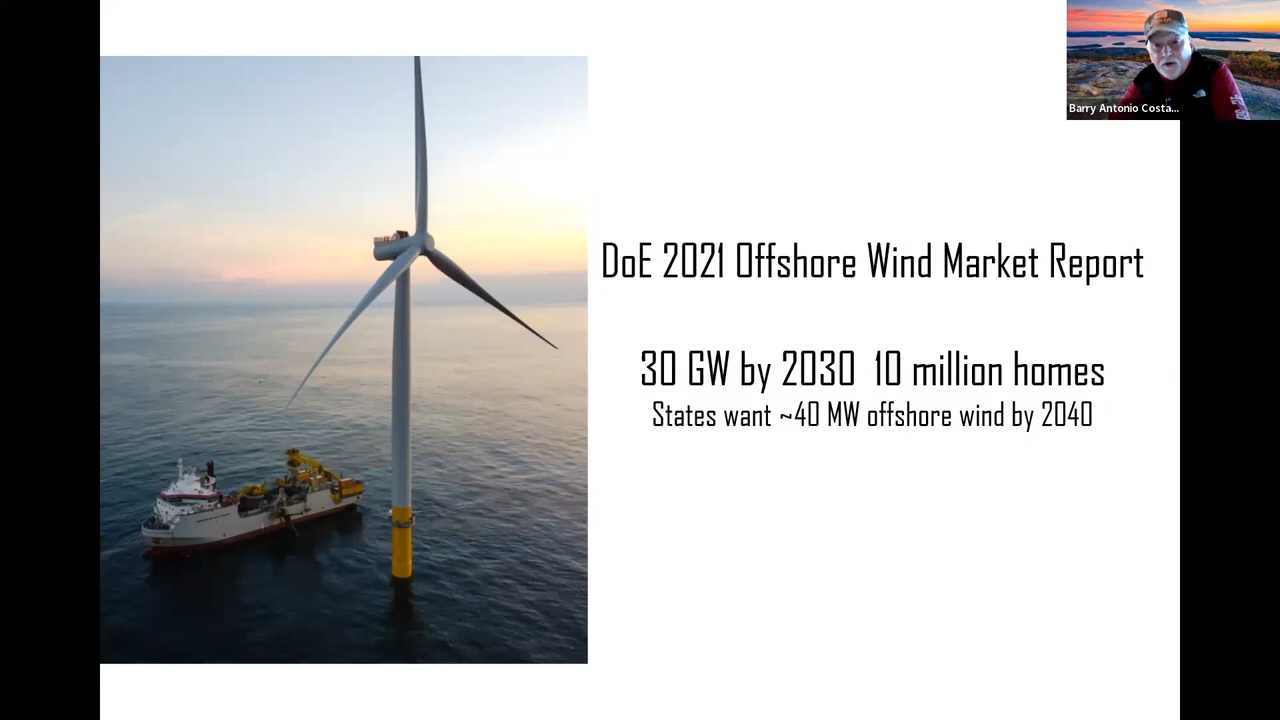 Barry Antonio Costa...
DoE 2021 Offshore Wind Market Report
30 GW by 2030 10 million homes
States want ~40 MW offshore wind by 2040